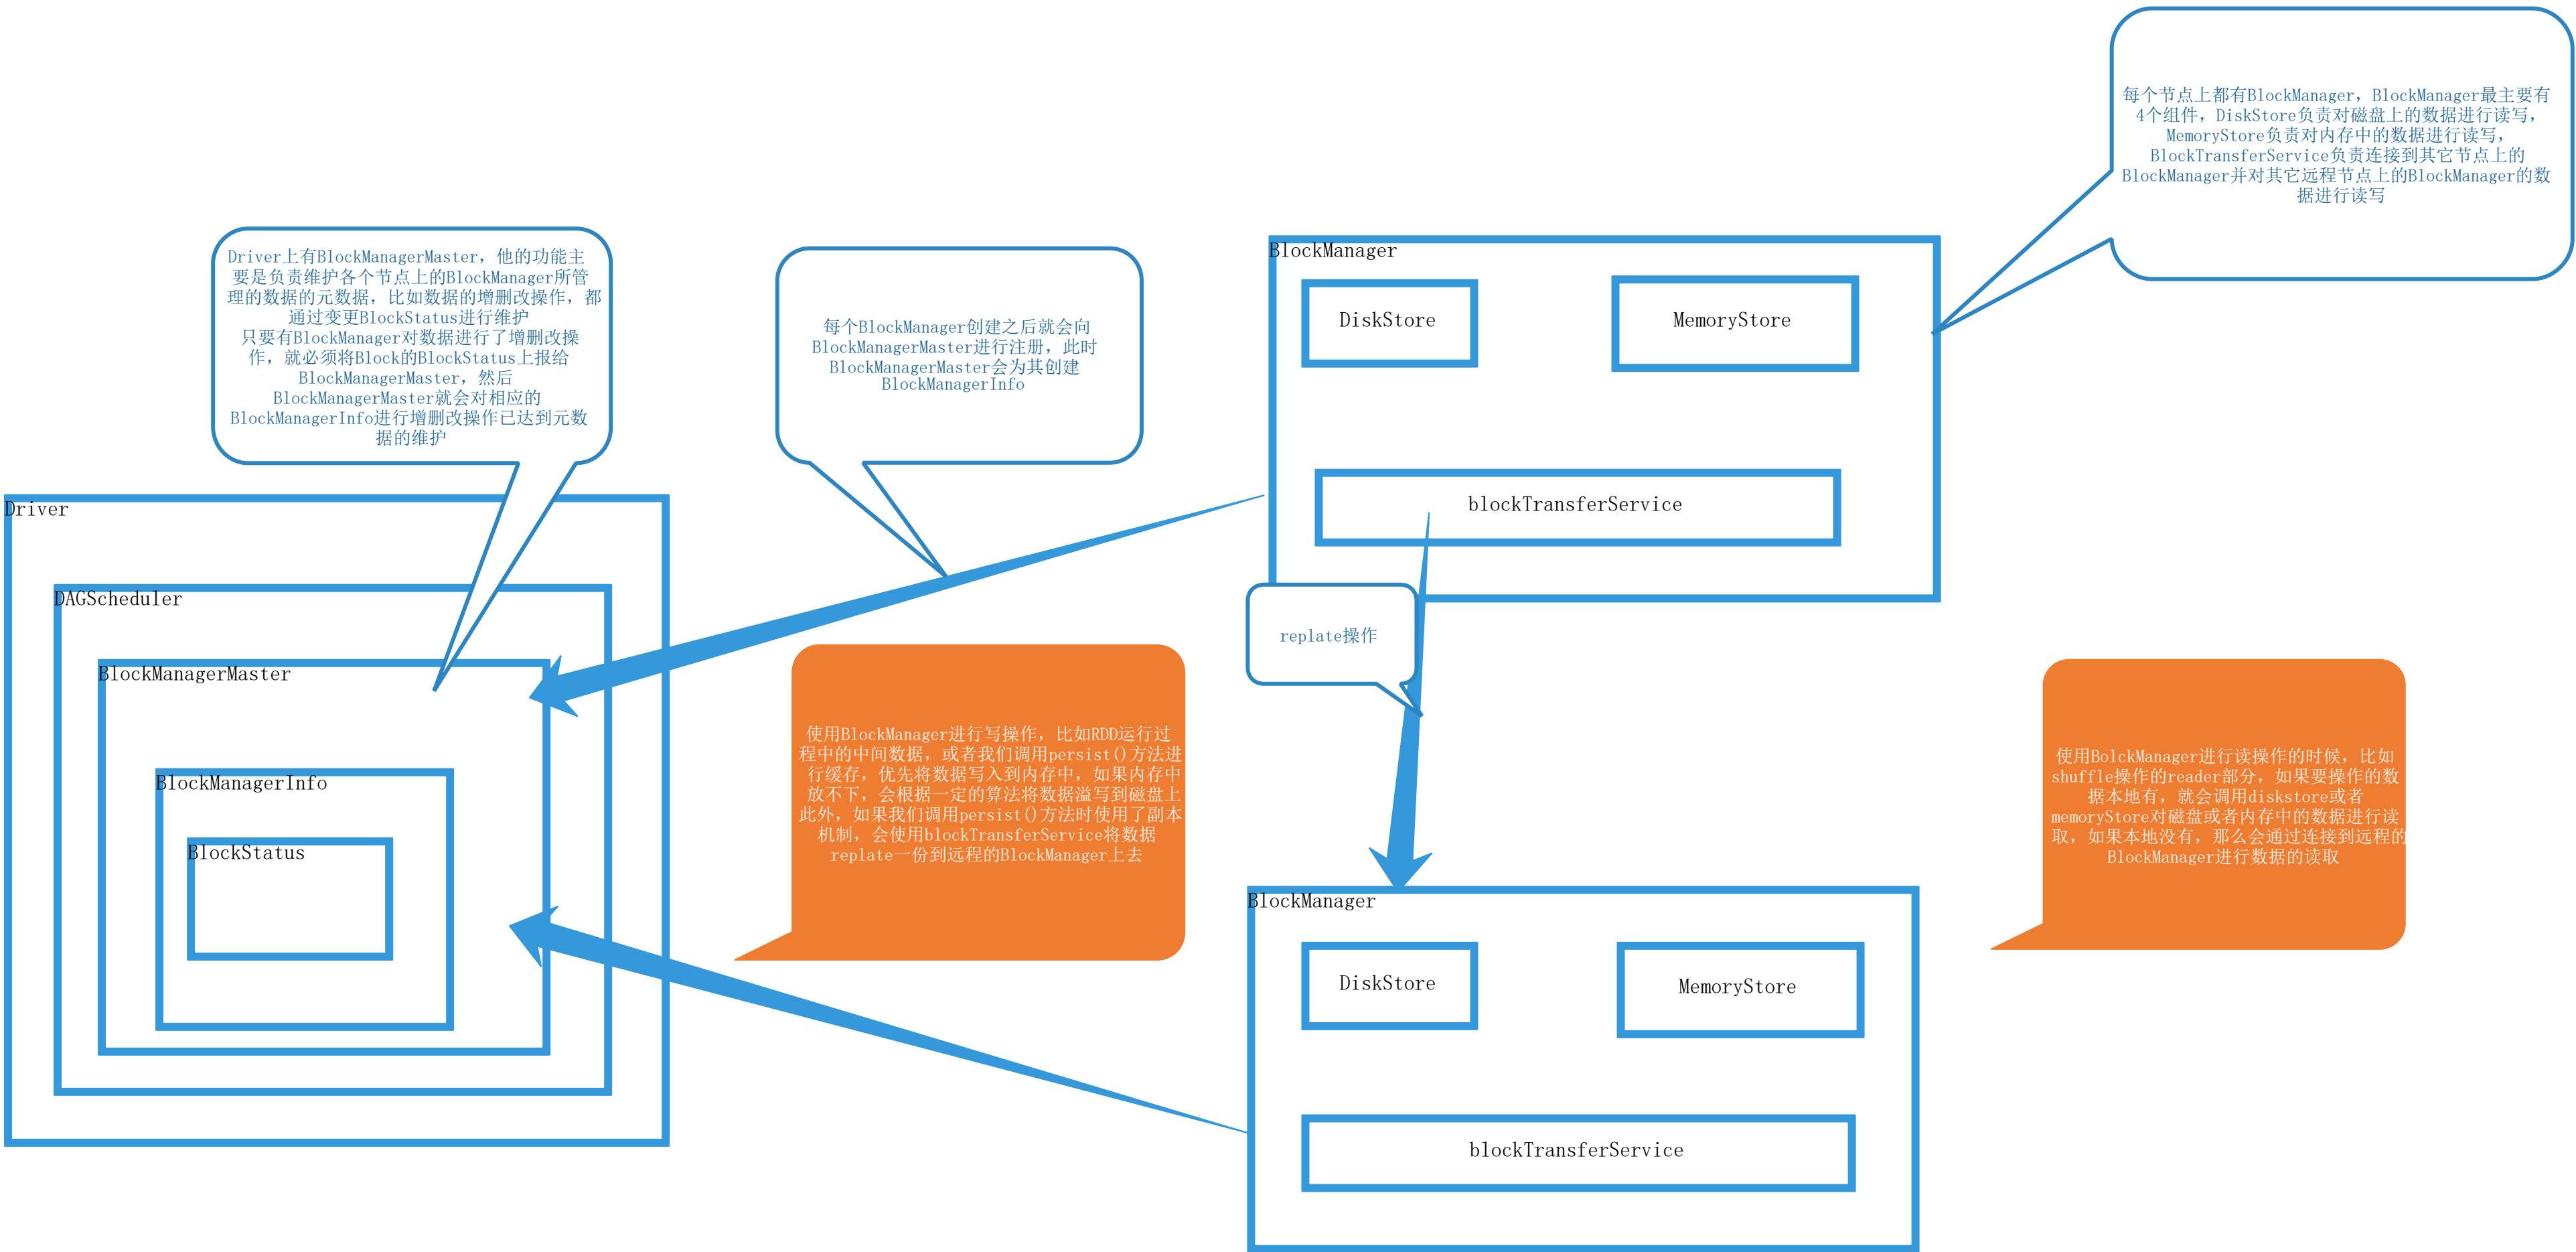 每个节点上都有BlockManager，BlockManager最主要有
4个组件，DiskStore负责对磁盘上的数据进行读写，
MemoryStore负责对内存中的数据进行读写，
BlockTransferService负责连接到其它节点上的
BlockManager并对其它远程节点上的BlockManager的数
据进行读写
Driver上有BlockManagerMaster，他的功能主
要是负责维护各个节点上的BlockManager所管
理的数据的元数据，比如数据的增删改操作，都
通过变更BlockStatus进行维护
只要有BlockManager对数据进行了增删改操
作，就必须将Block的BlockStatus上报给
BlockManagerMaster，然后
BlockManagerMaster就会对相应的
BlockManagerInfo进行增删改操作已达到元数
据的维护
每个BlockManager创建之后就会向
BlockManagerMaster进行注册，此时
BlockManagerMaster会为其创建
BlockManagerInfo
BlockManager
DiskStore
MemoryStore
blockTransferService
Driver
DAGScheduler
BlockManagerMaster
BlockManagerInfo
BlockStatus
replate操作
使用BlockManager进行写操作，比如RDD运行过
程中的中间数据，或者我们调用persist()方法进
行缓存，优先将数据写入到内存中，如果内存中
放不下，会根据一定的算法将数据溢写到磁盘上
此外，如果我们调用persist()方法时使用了副本
机制，会使用blockTransferService将数据
replate一份到远程的BlockManager上去
使用BolckManager进行读操作的时候，比如
shuffle操作的reader部分，如果要操作的数
据本地有，就会调用diskstore或者
memoryStore对磁盘或者内存中的数据进行读
取，如果本地没有，那么会通过连接到远程的
BlockManager进行数据的读取
BlockManager
DiskStore
MemoryStore
blockTransferService